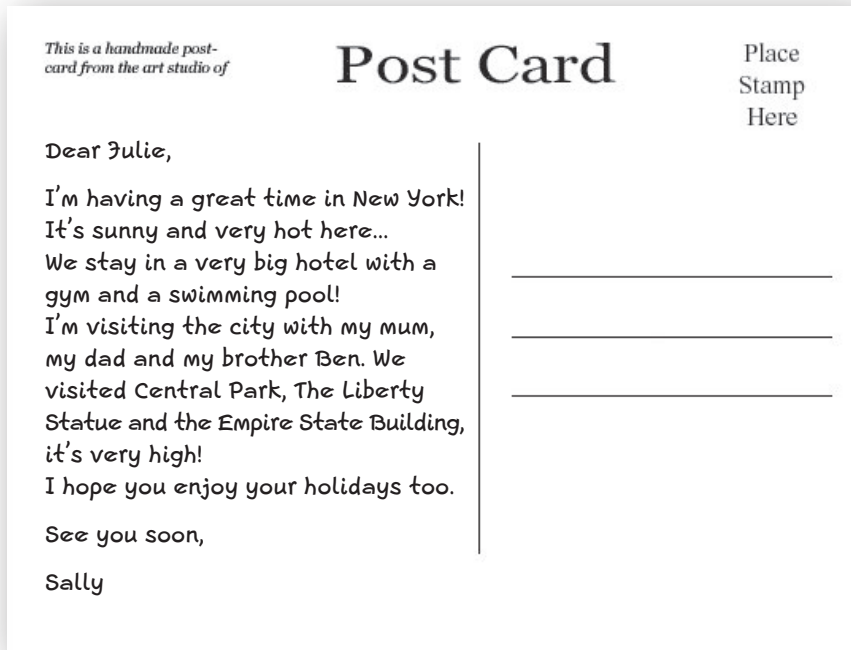 This is a handmade post-
card from the art studio of
Post Card
Place
Stamp
Here
Dear Julie,
I'm having a great time in New York!
It's sunny and very hot here...
We stay in a very big hotel with a
gym and a swimming pool!
I'm visiting the city with my mum,
my dad and my brother Ben. We
visited Central Park, The Liberty
Statue and the Empire State Building,
it's very high!
I hope you enjoy your holidays too.
See you soon,
Sally